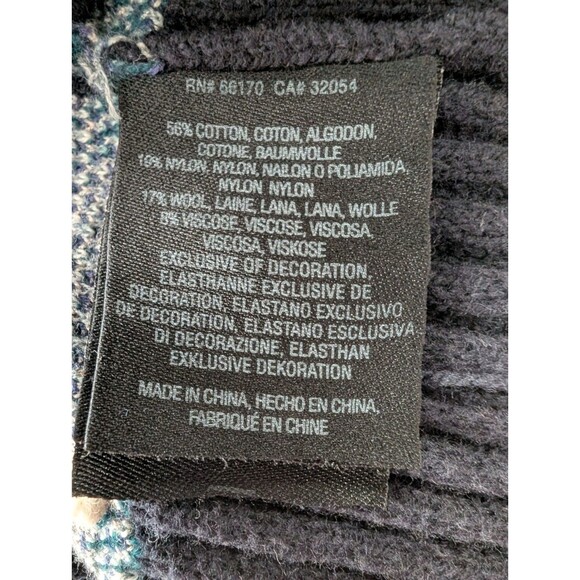 RN# 66170 CA# 32054
56% COTTON, COTON, ALGODON,
COTONE, BAUMWOLLE
19% NYLON, NYLON, NAILON O POLIAMIDA,
NYLON NYLON
17% WOOL, LAINE, LANA, LANA, WOLLE
8% VISCOSE, VISCOSE, VISCOSA,
VISCOSA, VISKOSE
EXCLUSIVE OF DECORATION,
ELASTHANNE EXCLUSIVE DE
DECORATION, ELASTANO EXCLUSIVO
DE DECORATION, ELASTANO ESCLUSIVA
DI DECORAZIONE, ELASTHAN
EXKLUSIVE DEKORATION
MADE IN CHINA, HECHO EN CHINA,
FABRIQUÉ EN CHINE